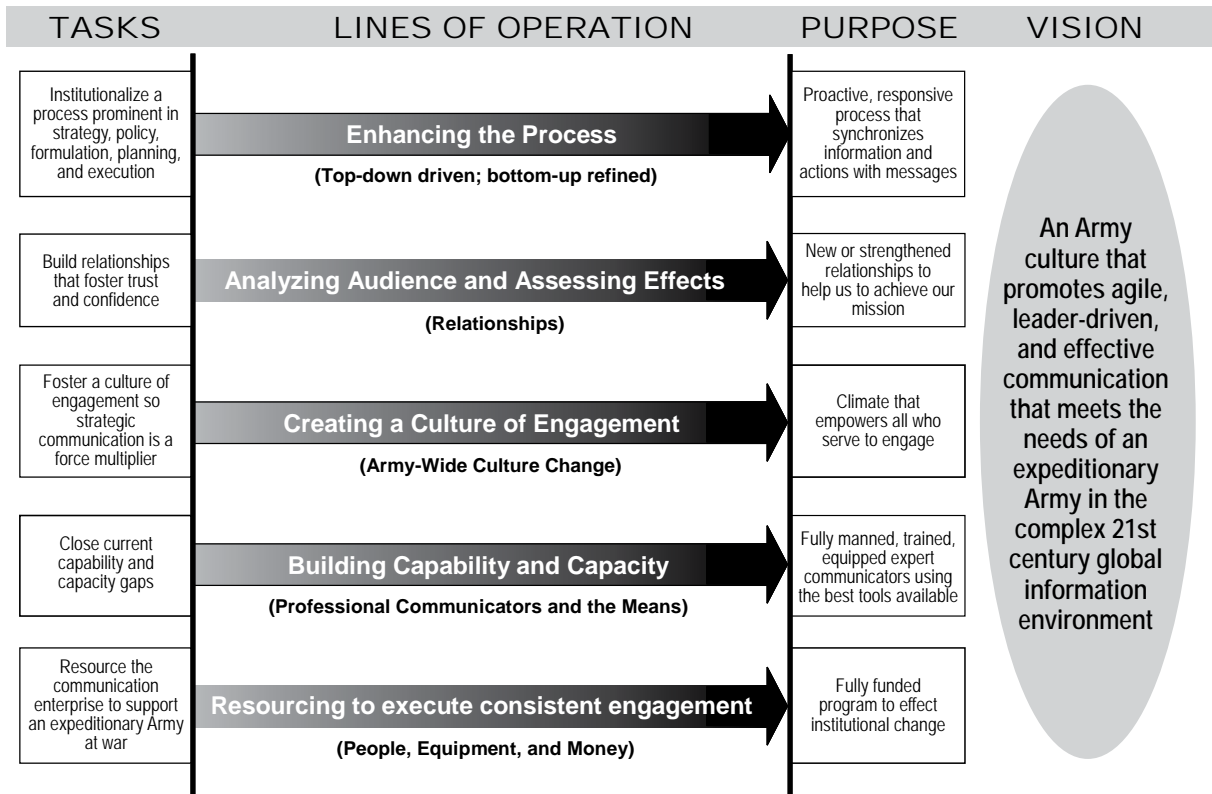 TASKS LINES OF OPERATION PURPOSE VISION
Institutionalize a
process prominent in
strategy, policy,
formulation, planning,
and execution
Enhancing the Process
(Top-down driven; bottom-up refined)
Proactive, responsive
process that
synchronizes
information and
actions with messages
Build relationships
that foster trust
and confidence
Analyzing Audience and Assessing Effects
(Relationships)
New or strengthened
relationships to
help us to achieve our
mission
Foster a culture of
engagement so
strategic
communication is a
force multiplier
Creating a Culture of Engagement
(Army-Wide Culture Change)
Climate that
empowers all who
serve to engage
Close current
capability and
capacity gaps
Building Capability and Capacity
(Professional Communicators and the Means)
Fully manned, trained,
equipped expert
communicators using
the best tools available
Resource the
communication
enterprise to support
an expeditionary Army
at war
Resourcing to execute consistent engagement
(People, Equipment, and Money)
Fully funded
program to effect
institutional change
An Army
culture that
promotes agile,
leader-driven,
and effective
communication
that meets the
needs of an
expeditionary
Army in the
complex 21st
century global
information
environment